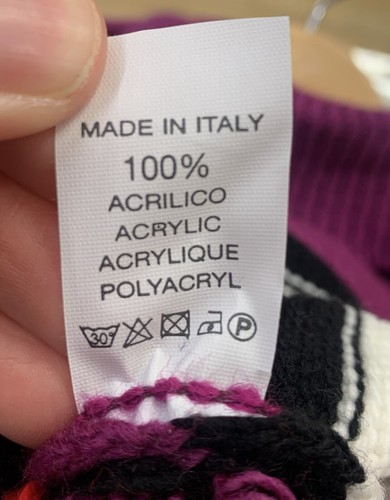 MADE IN ITALY
100%
ACRILICO
ACRYLIC
ACRYLIQUE
POLYACRYL
30° P